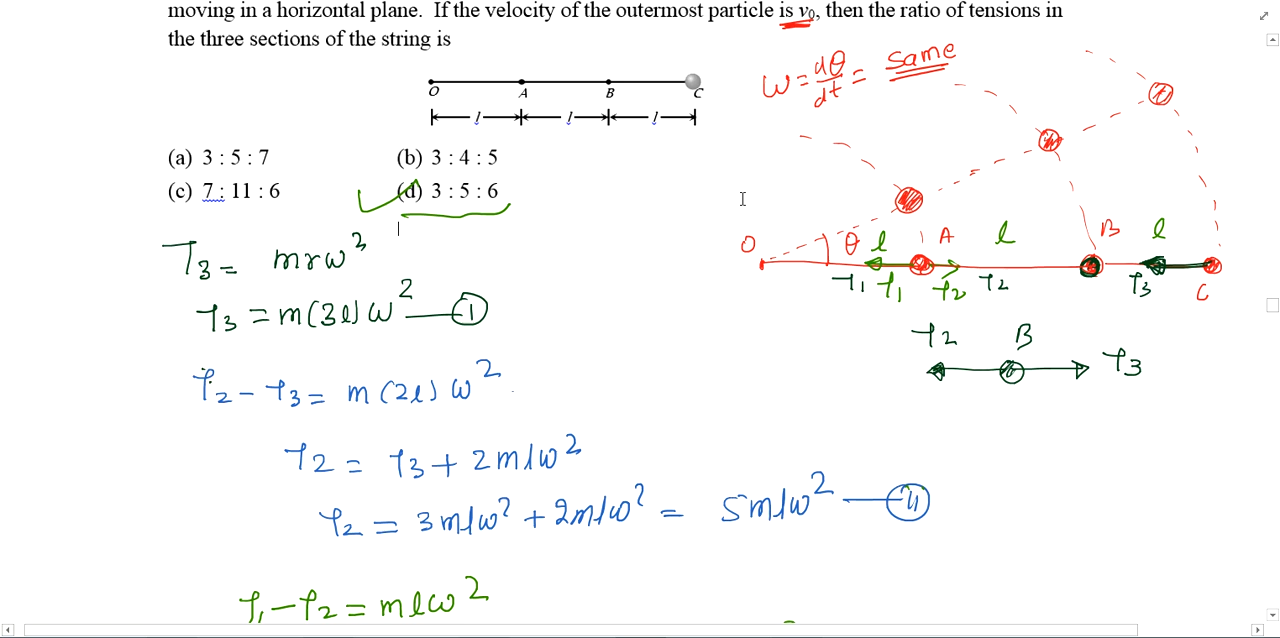 moving in a horizontal plane. If the velocity of the outermost particle is v₀, then the ratio of tensions in
the three sections of the string is
ω = dθ/dt = same
O A B C
l l l
(a) 3 : 5 : 7 (b) 3 : 4 : 5
(c) 7 : 11 : 6 (d) 3 : 5 : 6
O θ l A l B l
T₁ T₁ T₂ T₂ T₃ C
T₃ = mrω²
T₃ = m(3l)ω² — ①
T₂ B T₃
T₂ - T₃ = m(2l)ω²
T₂ = T₃ + 2mlω²
T₂ = 3mlω² + 2mlω² = 5mlω² — ⑪
T₁ - T₂ = mlω²